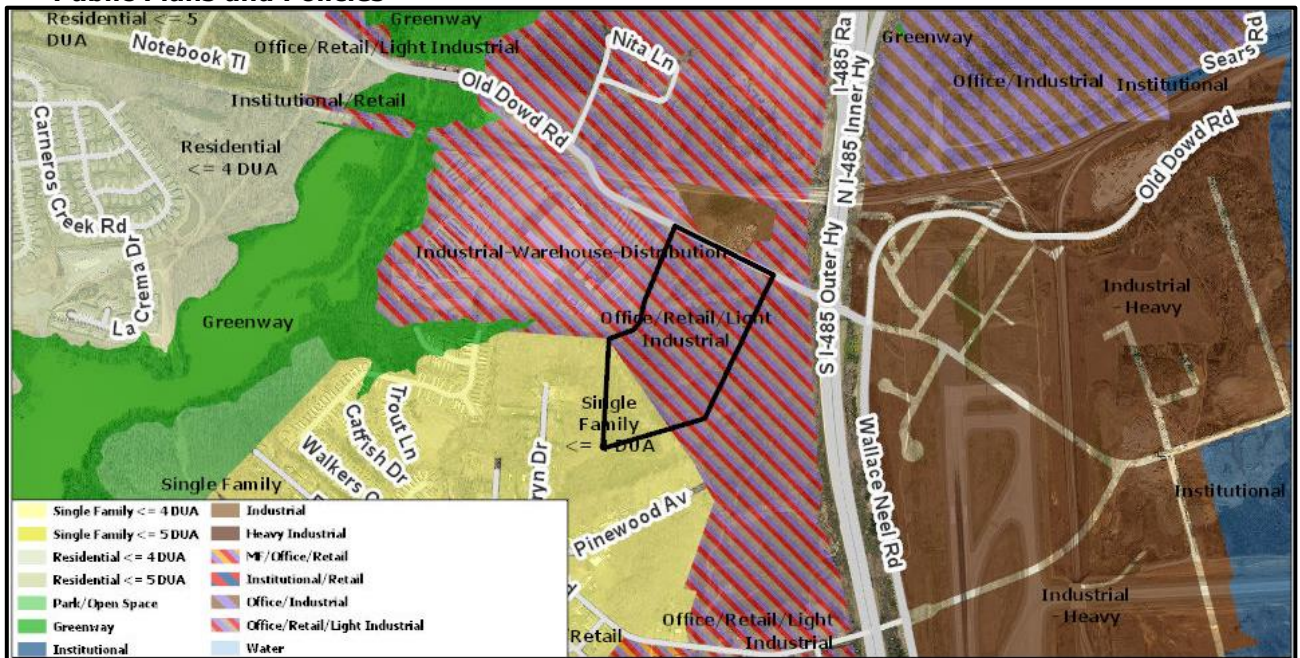 Public Plans and Policies
Residential <= 5
DUA
Notebook Tl
Office/Retail/Light Industrial
Greenway
Nita Ln
Old Dowd Rd
I-485 Ra
N I-485 Inner Hy
Greenway
Office/Industrial
Institutional
Sears Rd
Institutional/Retail
Carneros Creek Rd
Residential
<= 4 DUA
Old Dowd Rd
La Crema Dr
Greenway
Industrial-Warehouse-Distribution
Office/Retail/Light
Industrial
S I-485 Outer Hy
Industrial
-Heavy
Trout Ln
Catfish Dr
Walkers
Single Family
Single
Family
DUA
ryn Dr
Pinewood Av
Wallace Neel Rd
Institutional
Industrial
-Heavy
Office/Retail/Light
Industrial
Retail
Single Family <= 4 DUA
Single Family <= 5 DUA
Residential <= 4 DUA
Residential <= 5 DUA
Park/Open Space
Greenway
Institutional
Industrial
Heavy Industrial
MF/Office/Retail
Institutional/Retail
Office/Industrial
Office/Retail/Light Industrial
Water